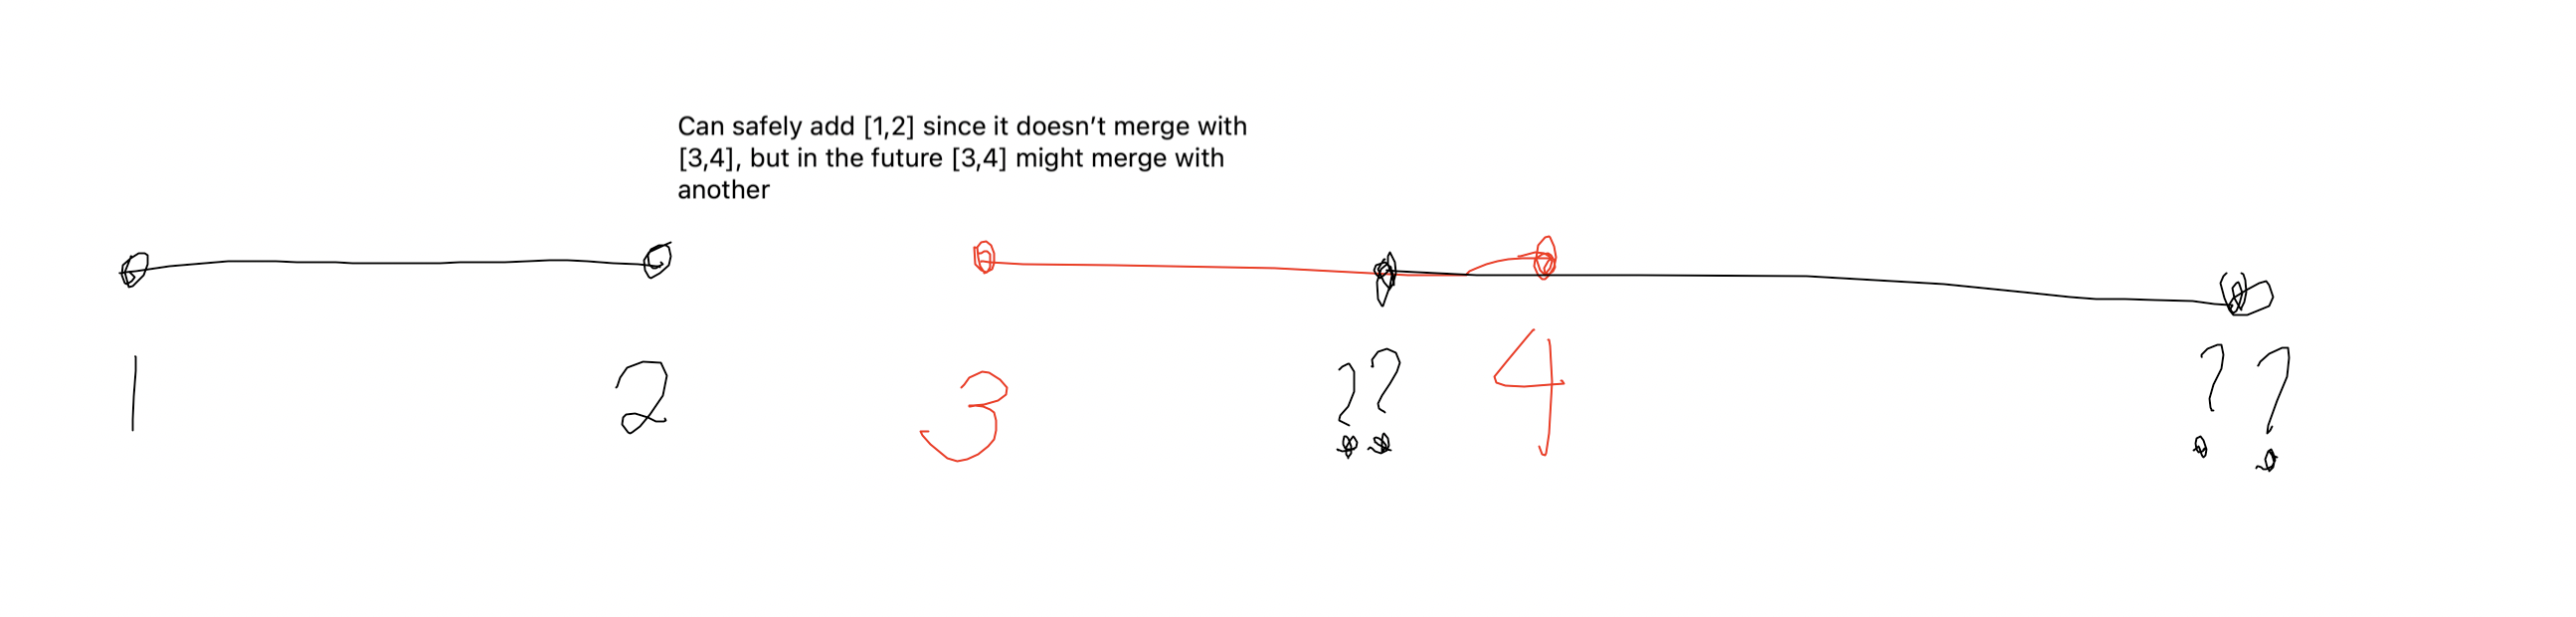 Can safely add [1,2] since it doesn't merge with
[3,4], but in the future [3,4] might merge with
another
1 2 3 ?? 4 ??